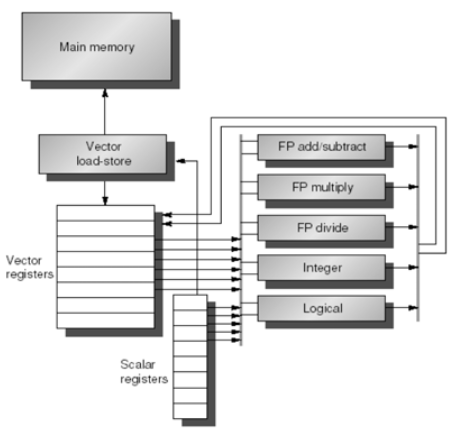 Main memory
Vector
load-store
FP add/subtract
FP multiply
FP divide
Integer
Logical
Vector
registers
Scalar
registers